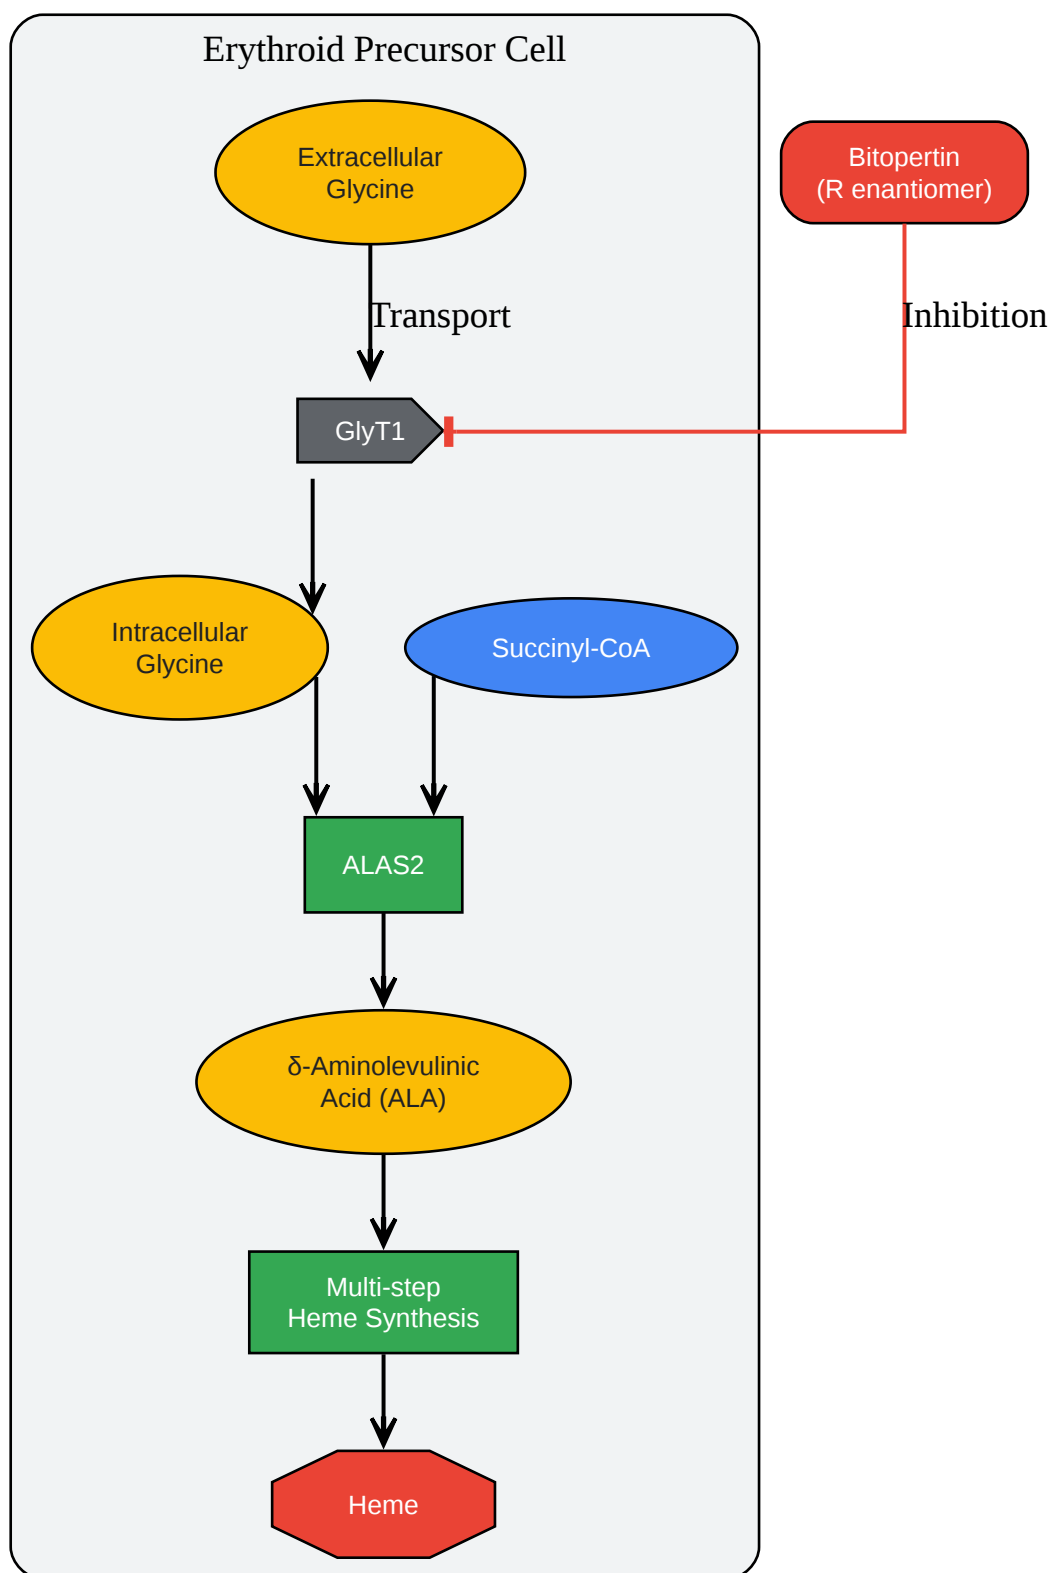 Erythroid Precursor Cell
Extracellular
Glycine
Bitopertin
(R enantiomer)
Transport
Inhibition
GlyT1
Intracellular
Glycine
Succinyl-CoA
ALAS2
δ-Aminolevulinic
Acid (ALA)
Multi-step
Heme Synthesis
Heme